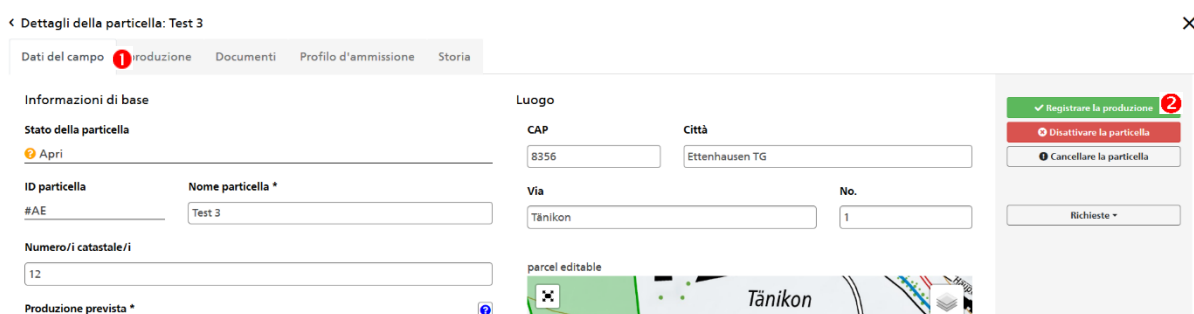 Dettagli della particella: Test 3
Dati del campo
1
roduzione
Documenti
Profilo d'ammissione
Storia
Informazioni di base
Stato della particella
? Apri
ID particella
Nome particella *
#AE
Test 3
Numero/i catastale/i
12
Produzione prevista *
?
Luogo
CAP
Città
8356
Ettenhausen TG
Via
No.
Tänikon
1
parcel editable
Tänikon
Registrare la produzione
2
Disattivare la particella
Cancellare la particella
Richieste